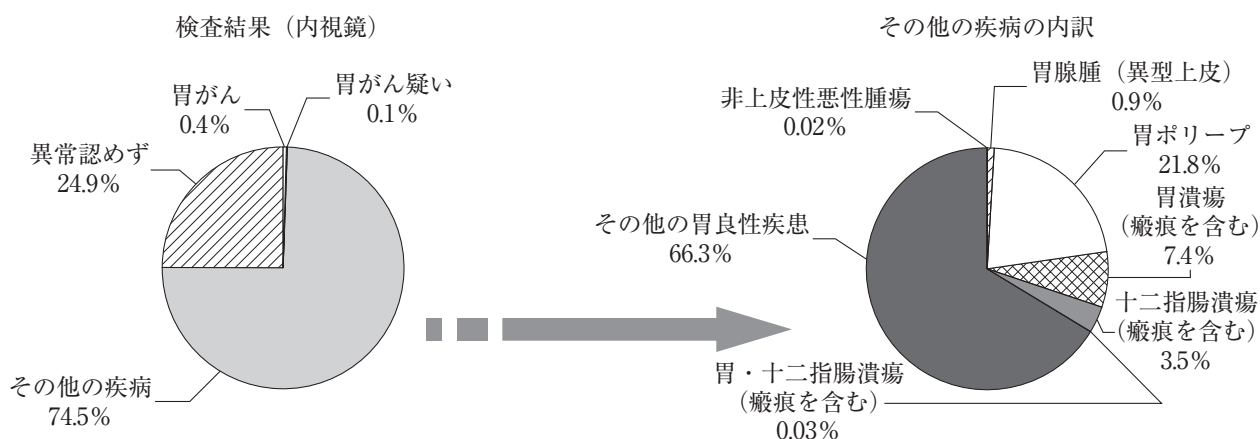 検査結果（内視鏡）
胃がん
0.4%
胃がん疑い
0.1%
異常認めず
24.9%
その他の疾病
74.5%
その他の疾病の内訳
非上皮性悪性腫瘍
0.02%
胃腺腫（異型上皮）
0.9%
胃ポリープ
21.8%
胃潰瘍
（瘢痕を含む）
7.4%
十二指腸潰瘍
（瘢痕を含む）
3.5%
胃・十二指腸潰瘍
（瘢痕を含む）
0.03%
その他の胃良性疾患
66.3%